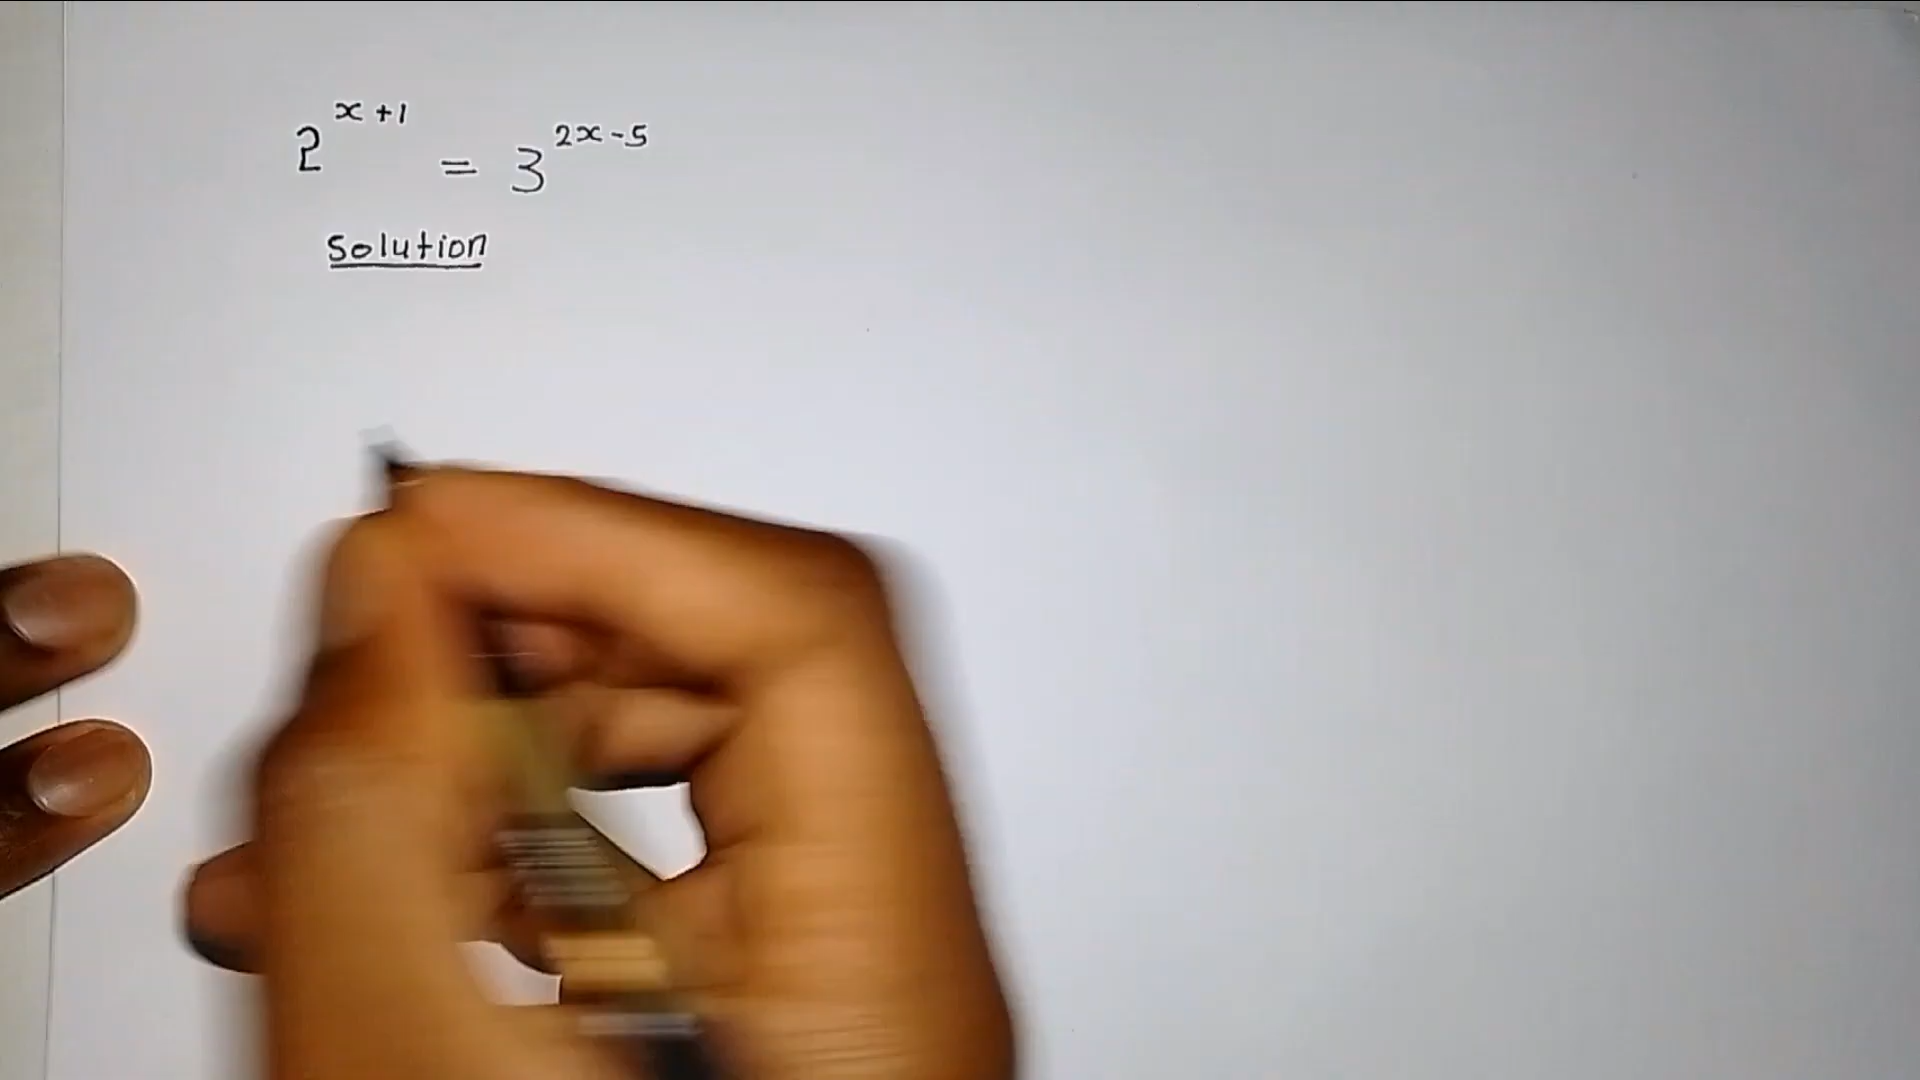 2^{x+1} = 3^{2x-5}
Solution